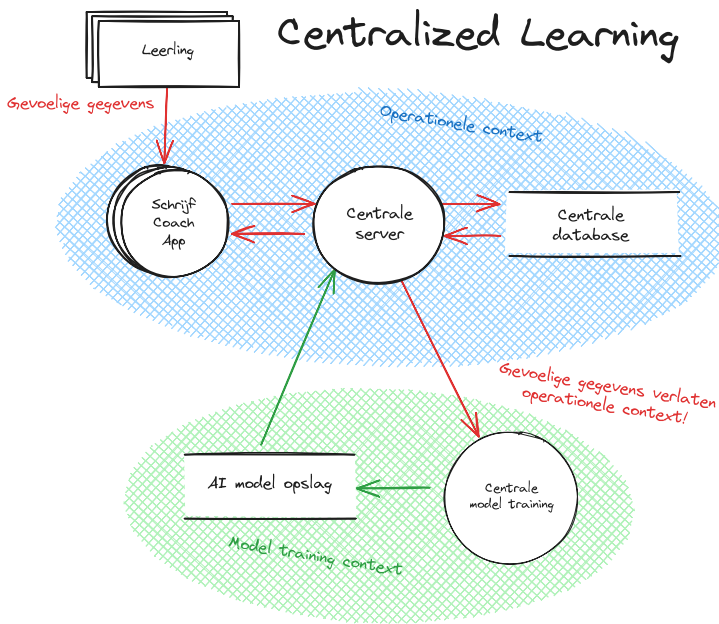 Centralized Learning
Leerling
Gevoelige gegevens
Operationele context
Schrijf
Coach
App
Centrale
server
Centrale
database
Gevoelige gegevens verlaten
operationele context!
AI model opslag
Centrale
model training
Model training context